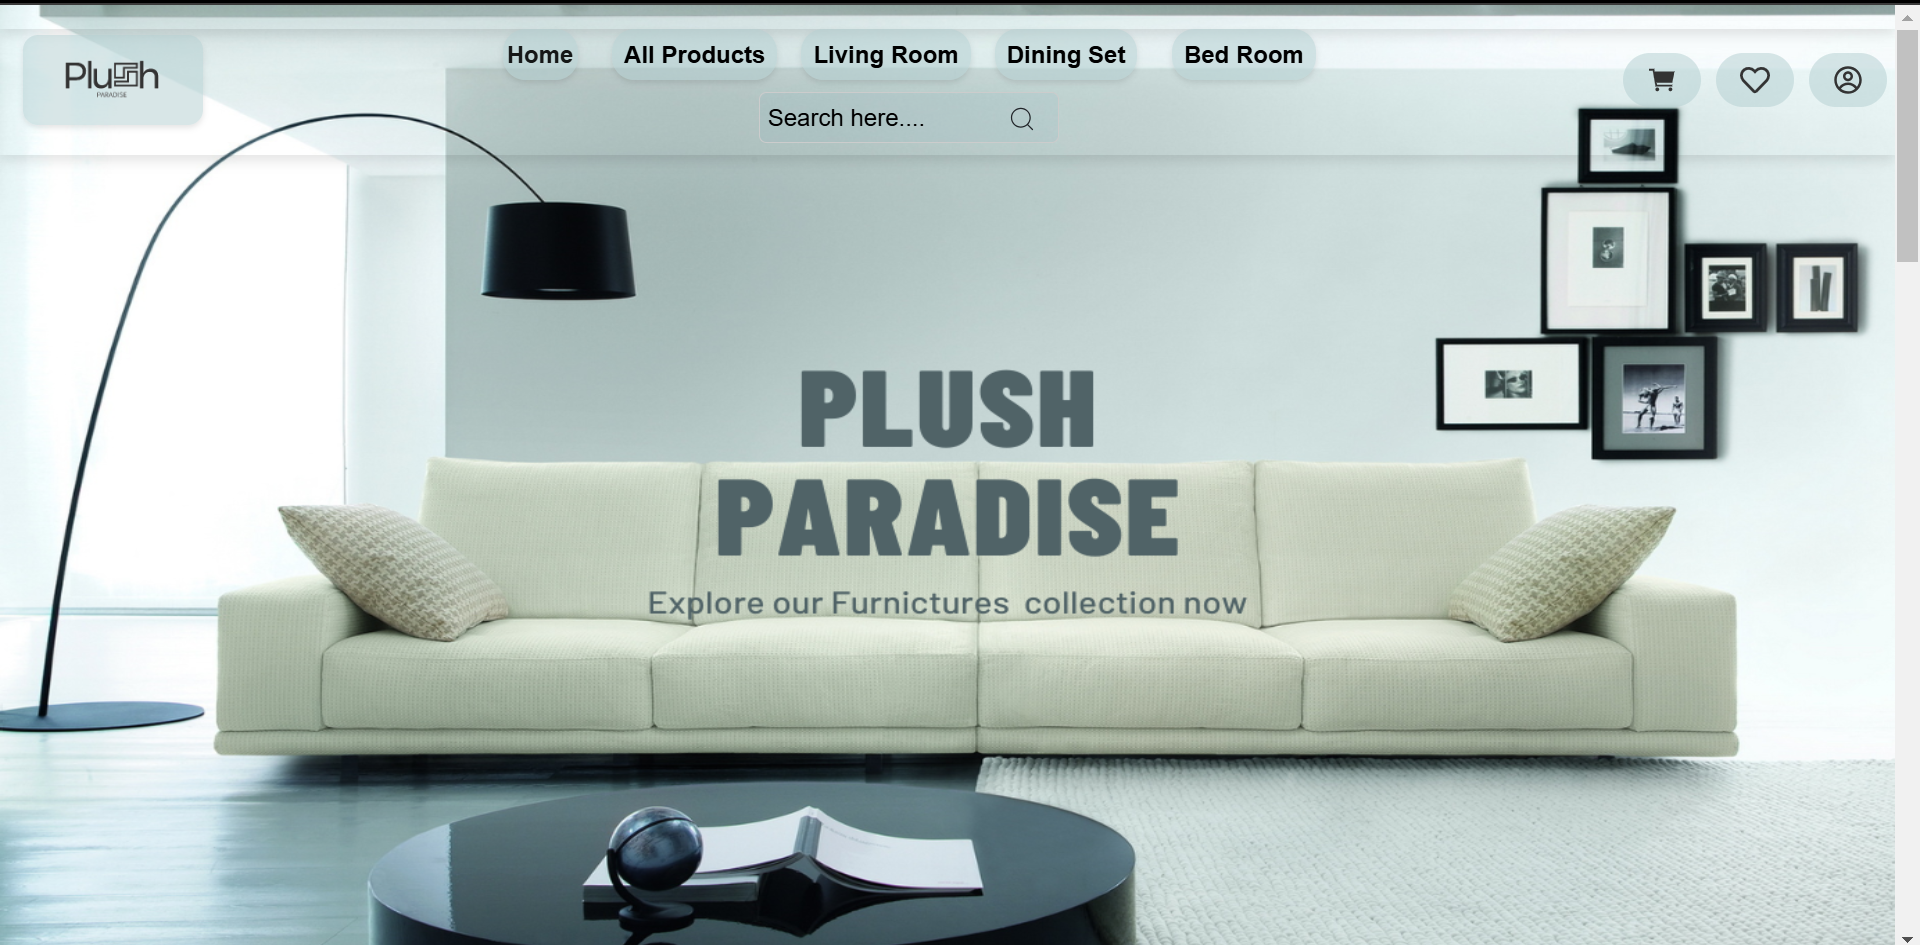 Plush
PARADISE
Home
All Products
Living Room
Dining Set
Bed Room
Search here....
PLUSH
PARADISE
Explore our Furnictures collection now